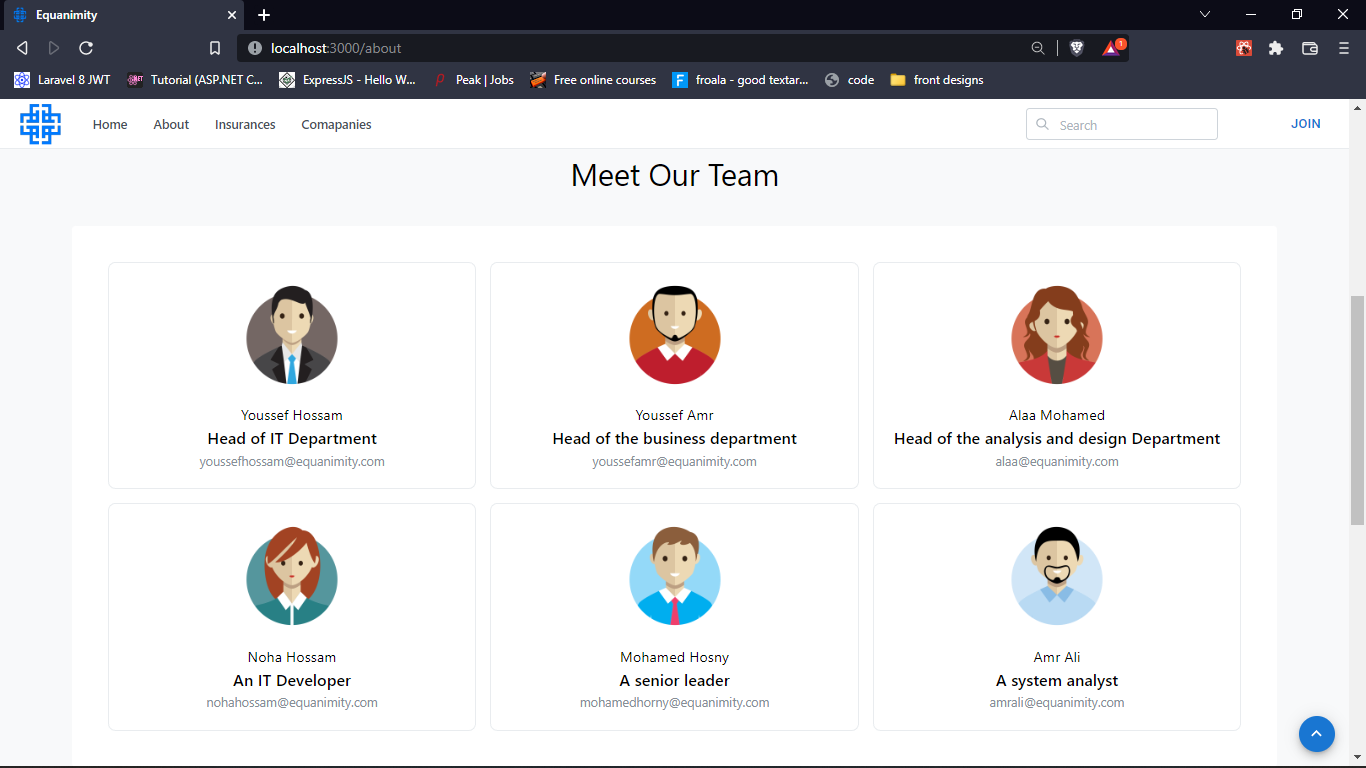 Equanimity
localhost:3000/about
1
Laravel 8 JWT Tutorial (ASP.NET C... ExpressJS - Hello W... Peak | Jobs Free online courses froala - good textar... code front designs
Home About Insurances Comapanies Search JOIN
Meet Our Team
Youssef Hossam
Head of IT Department
youssefhossam@equanimity.com
Youssef Amr
Head of the business department
youssefamr@equanimity.com
Alaa Mohamed
Head of the analysis and design Department
alaa@equanimity.com
Noha Hossam
An IT Developer
nohahossam@equanimity.com
Mohamed Hosny
A senior leader
mohamedhorny@equanimity.com
Amr Ali
A system analyst
amrali@equanimity.com